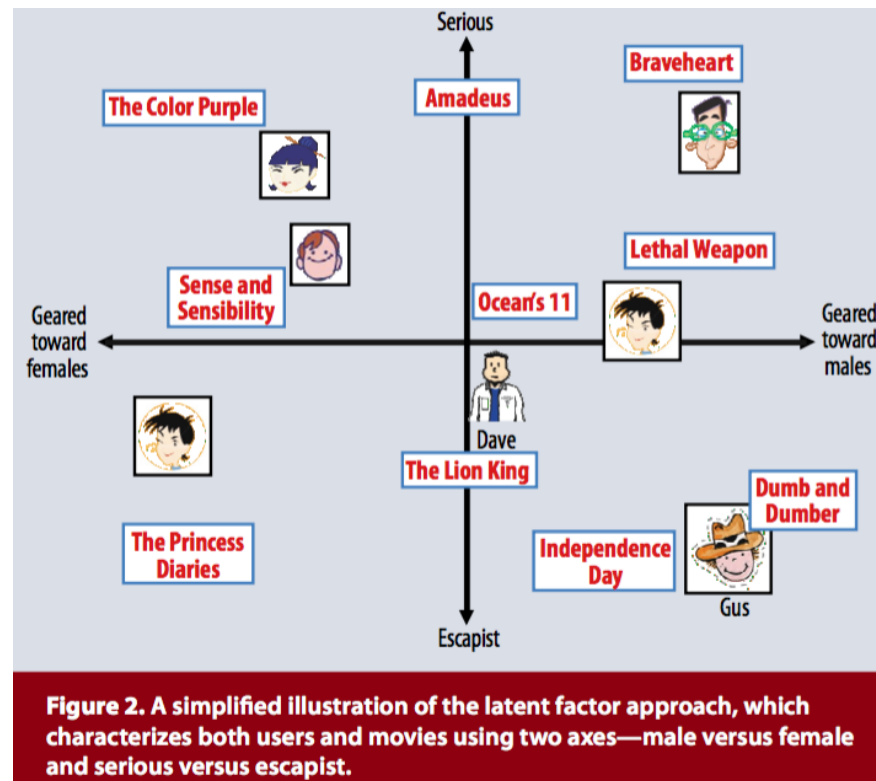 Serious
Braveheart
Amadeus
The Color Purple
Lethal Weapon
Sense and
Sensibility
Ocean's 11
Geared
toward
females
Geared
toward
males
Dave
The Lion King
Dumb and
Dumber
The Princess
Diaries
Independence
Day
Gus
Escapist
Figure 2. A simplified illustration of the latent factor approach, which
characterizes both users and movies using two axes—male versus female
and serious versus escapist.